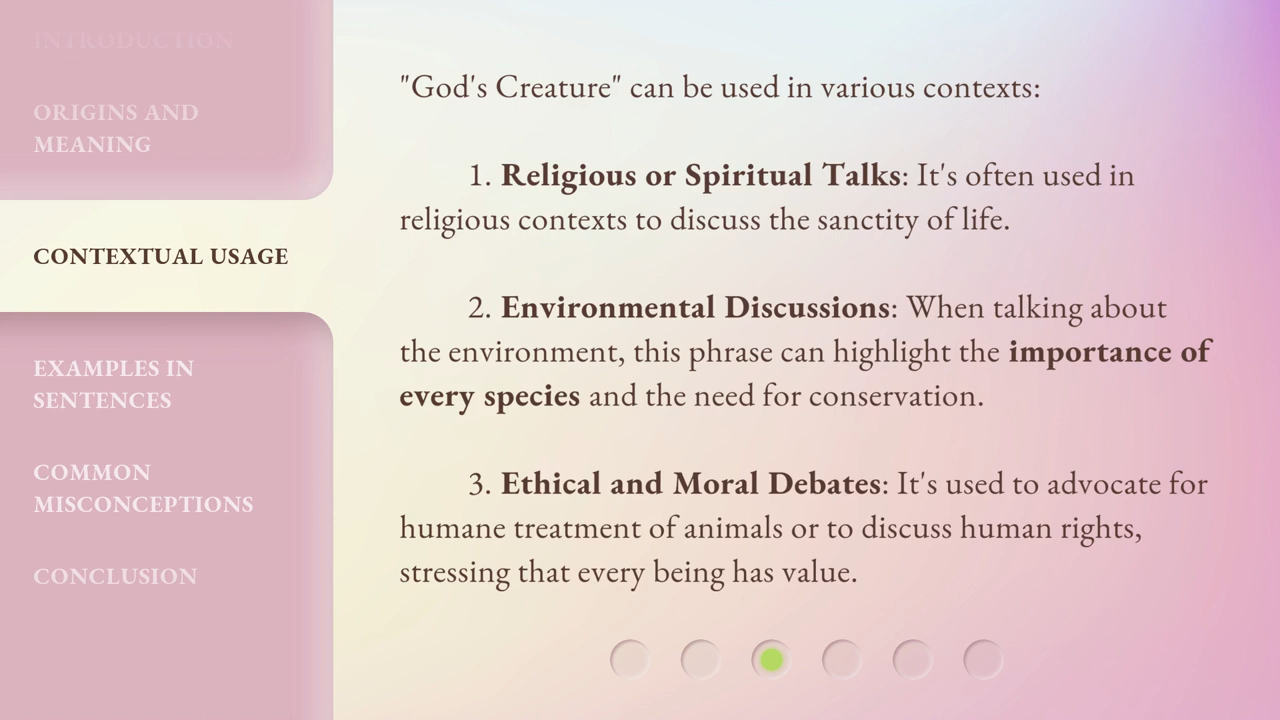 INTRODUCTION
ORIGINS AND
MEANING
CONTEXTUAL USAGE
EXAMPLES IN
SENTENCES
COMMON
MISCONCEPTIONS
CONCLUSION
"God's Creature" can be used in various contexts:
1. Religious or Spiritual Talks: It's often used in
religious contexts to discuss the sanctity of life.
2. Environmental Discussions: When talking about
the environment, this phrase can highlight the importance of
every species and the need for conservation.
3. Ethical and Moral Debates: It's used to advocate for
humane treatment of animals or to discuss human rights,
stressing that every being has value.